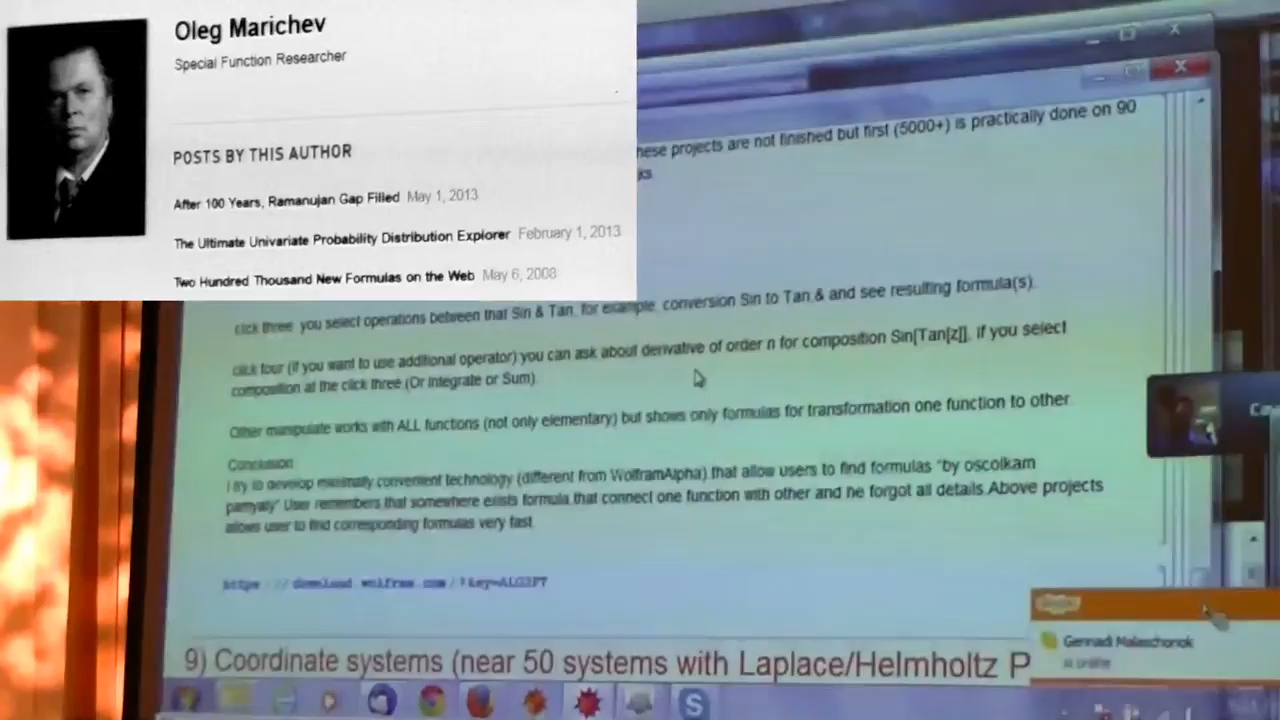 Oleg Marichev
Special Function Researcher
POSTS BY THIS AUTHOR
After 100 Years, Ramanujan Gap Filled May 1, 2013
The Ultimate Univariate Probability Distribution Explorer February 1, 2013
Two Hundred Thousand New Formulas on the Web May 6, 2008
hese projects are not finished but first (5000+) is practically done on 90
ks
click three you select operations between that Sin & Tan, for example, conversion Sin to Tan & and see resulting formula(s).
click four (if you want to use additional operator) you can ask about derivative of order n for composition Sin[Tan[z]], if you select
composition at the click three (Or Integrate or Sum).
Other manipulate works with ALL functions (not only elementary) but shows only formulas for transformation one function to other
Conclusion
I try to develop maximally convenient technology (different from WolframAlpha) that allow users to find formulas "by oscolkam
pamyaty" User remembers that somewhere exists formula that connect one function with other and he forgot all details.Above projects
allows user to find corresponding formulas very fast.
https://download.wolfram.com/?key=
9) Coordinate systems (near 50 systems with Laplace/Helmholtz P
Gennadi Malaschonok
is online
S